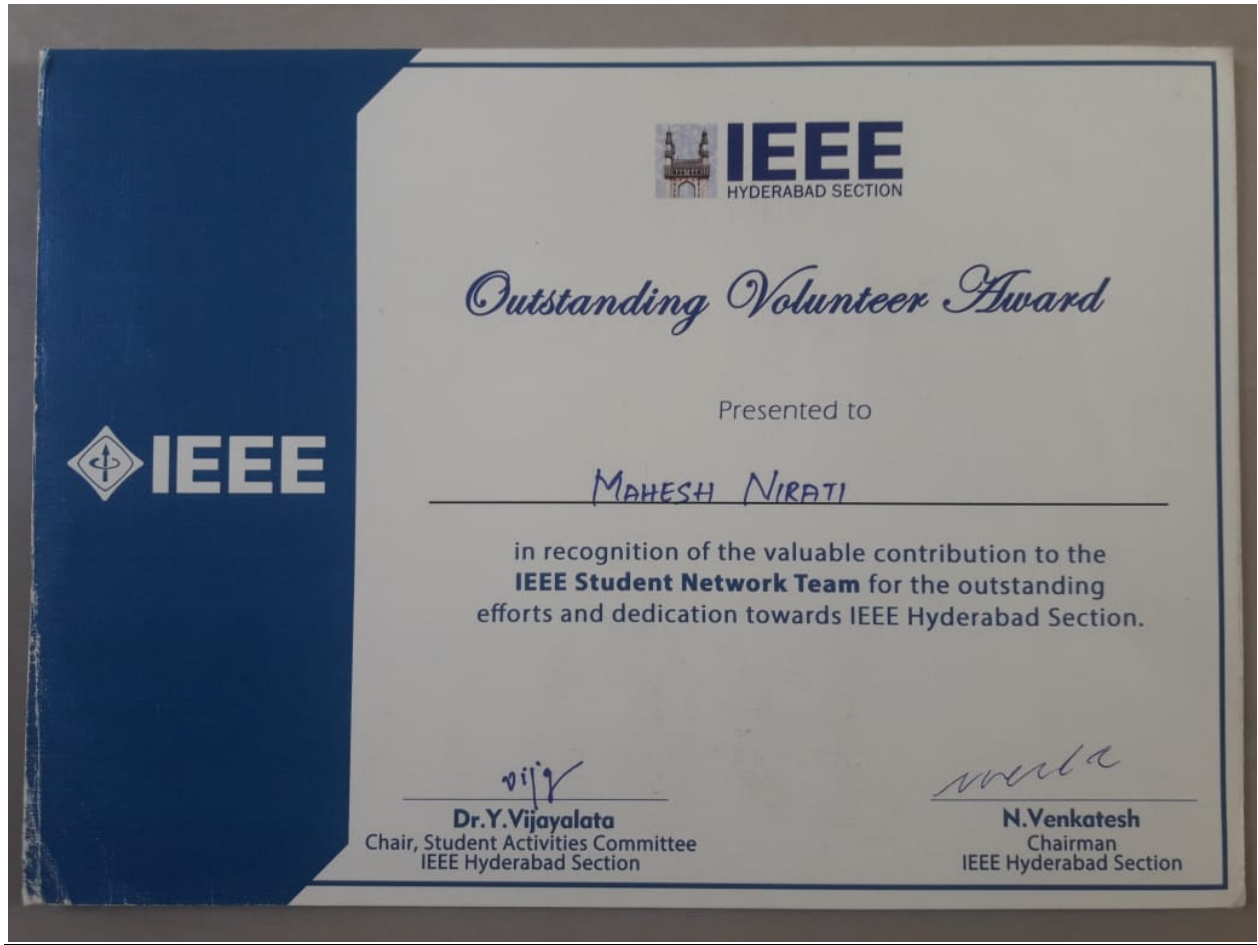 IEEE
HYDERABAD SECTION
Outstanding Volunteer Award
Presented to
MAHESH NIRATI
IEEE
in recognition of the valuable contribution to the
IEEE Student Network Team for the outstanding
efforts and dedication towards IEEE Hyderabad Section.
Dr.Y.Vijayalata
Chair, Student Activities Committee
IEEE Hyderabad Section
N.Venkatesh
Chairman
IEEE Hyderabad Section